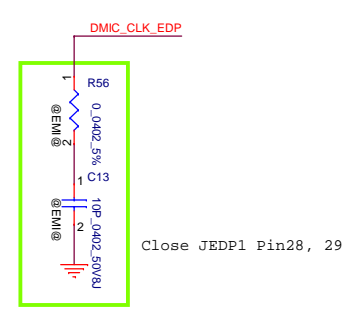 DMIC_CLK_EDP
1
R56
@EMI@
0_0402_5%
2
1
C13
@EMI@
10P_0402_50V8J
2
Close JEDP1 Pin28, 29